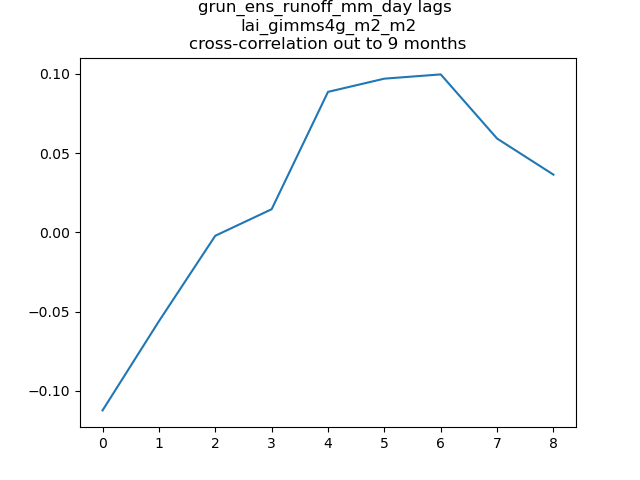 grun_ens_runoff_mm_day lags
lai_gimms4g_m2_m2
cross-correlation out to 9 months
0.10
0.05
0.00
−0.05
−0.10
0 1 2 3 4 5 6 7 8